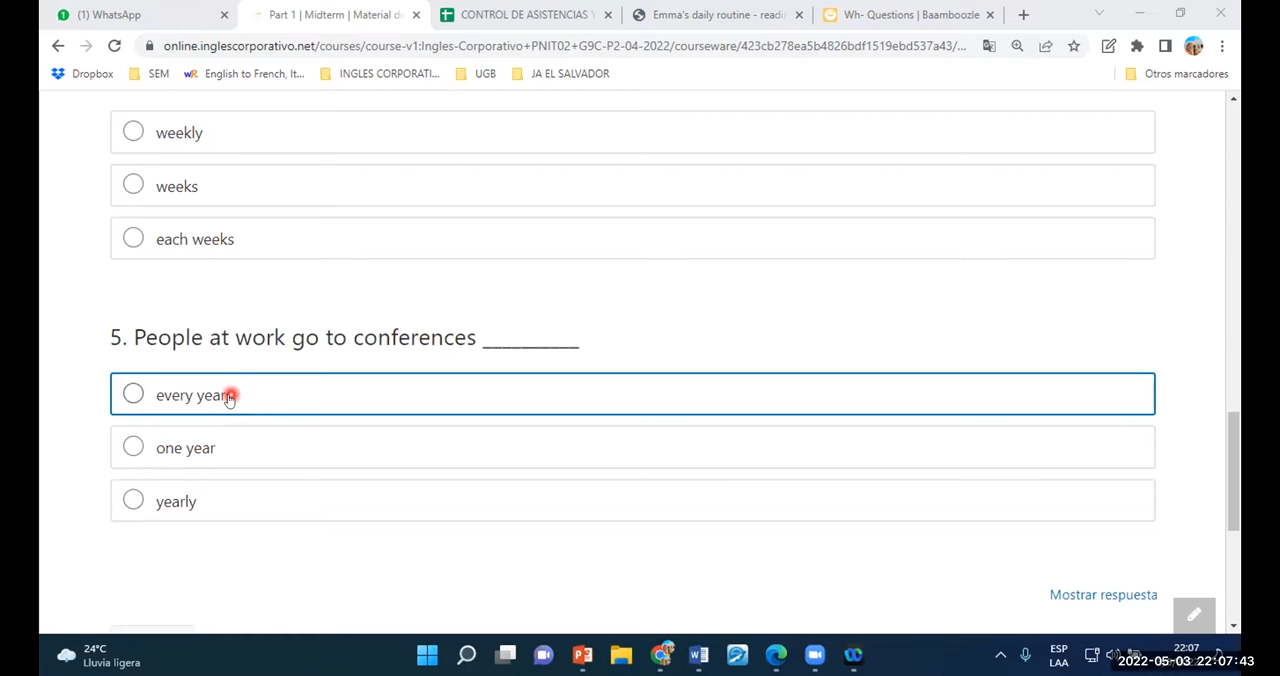 (1) WhatsApp
Part 1 | Midterm | Material de
CONTROL DE ASISTENCIAS Y
Emma's daily routine - readi
Wh- Questions | Baamboozle
online.inglescorporativo.net/courses/course-v1:Ingles-Corporativo+PNIT02+G9C-P2-04-2022/courseware/423cb278ea5b4826bdf1519ebd537a43/...
Dropbox
SEM
English to French, It...
INGLES CORPORATI...
UGB
JA EL SALVADOR
Otros marcadores
weekly
weeks
each weeks
5. People at work go to conferences __________
every year
one year
yearly
Mostrar respuesta
24°C
Lluvia ligera
ESP
LAA
22:07
2022-05-03 22:07:43